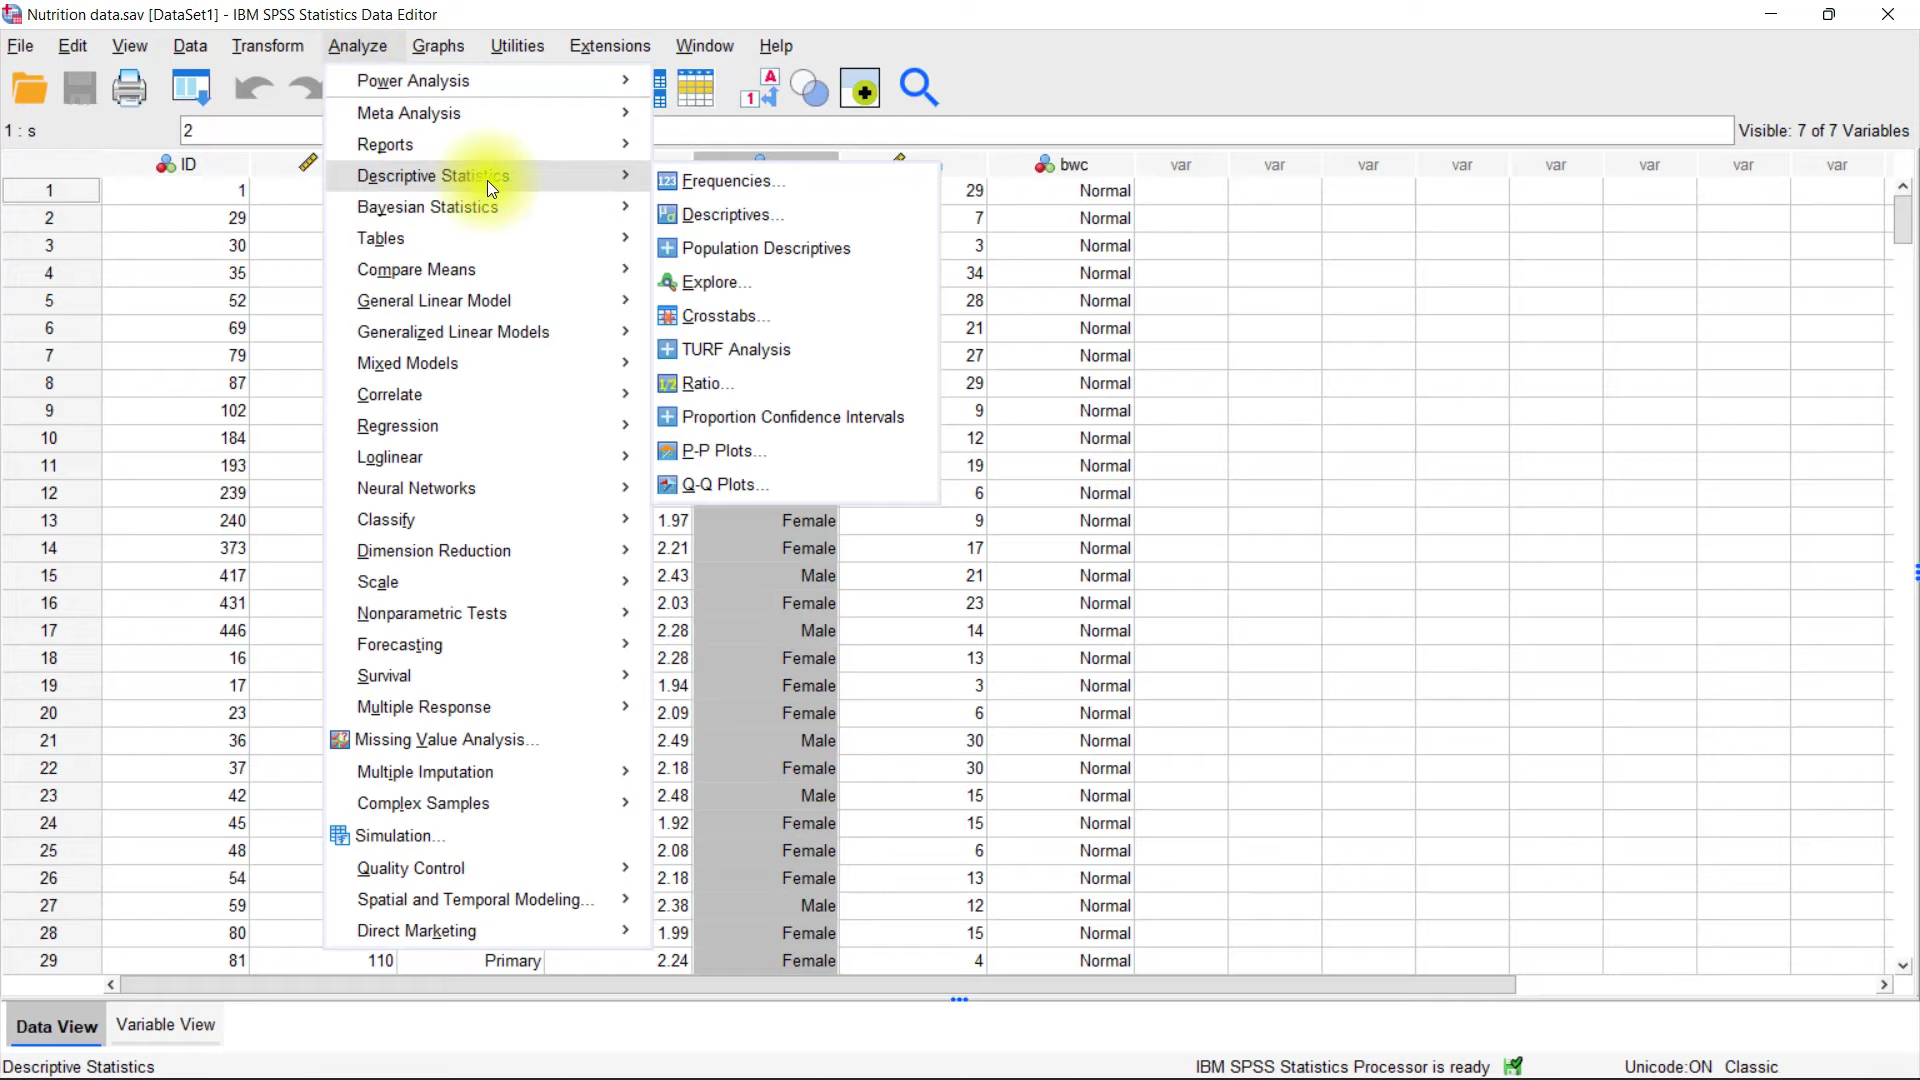 Nutrition data.sav [DataSet1] - IBM SPSS Statistics Data Editor
File Edit View Data Transform Analyze Graphs Utilities Extensions Window Help
1 : s 2 Visible: 7 of 7 Variables
Power Analysis
Meta Analysis
Reports
Descriptive Statistics
Bayesian Statistics
Tables
Compare Means
General Linear Model
Generalized Linear Models
Mixed Models
Correlate
Regression
Loglinear
Neural Networks
Classify
Dimension Reduction
Scale
Nonparametric Tests
Forecasting
Survival
Multiple Response
Missing Value Analysis...
Multiple Imputation
Complex Samples
Simulation...
Quality Control
Spatial and Temporal Modeling...
Direct Marketing
Frequencies...
Descriptives...
Population Descriptives
Explore...
Crosstabs...
TURF Analysis
Ratio...
Proportion Confidence Intervals
P-P Plots...
Q-Q Plots...
ID bwc var var var var var var var var
1 1 29 Normal
2 29 7 Normal
3 30 3 Normal
4 35 34 Normal
5 52 28 Normal
6 69 21 Normal
7 79 27 Normal
8 87 29 Normal
9 102 9 Normal
10 184 12 Normal
11 193 19 Normal
12 239 6 Normal
13 240 1.97 Female 9 Normal
14 373 2.21 Female 17 Normal
15 417 2.43 Male 21 Normal
16 431 2.03 Female 23 Normal
17 446 2.28 Male 14 Normal
18 16 2.28 Female 13 Normal
19 17 1.94 Female 3 Normal
20 23 2.09 Female 6 Normal
21 36 2.49 Male 30 Normal
22 37 2.18 Female 30 Normal
23 42 2.48 Male 15 Normal
24 45 1.92 Female 15 Normal
25 48 2.08 Female 6 Normal
26 54 2.18 Female 13 Normal
27 59 2.38 Male 12 Normal
28 80 1.99 Female 15 Normal
29 81 110 Primary 2.24 Female 4 Normal
Data View Variable View
Descriptive Statistics IBM SPSS Statistics Processor is ready Unicode:ON Classic